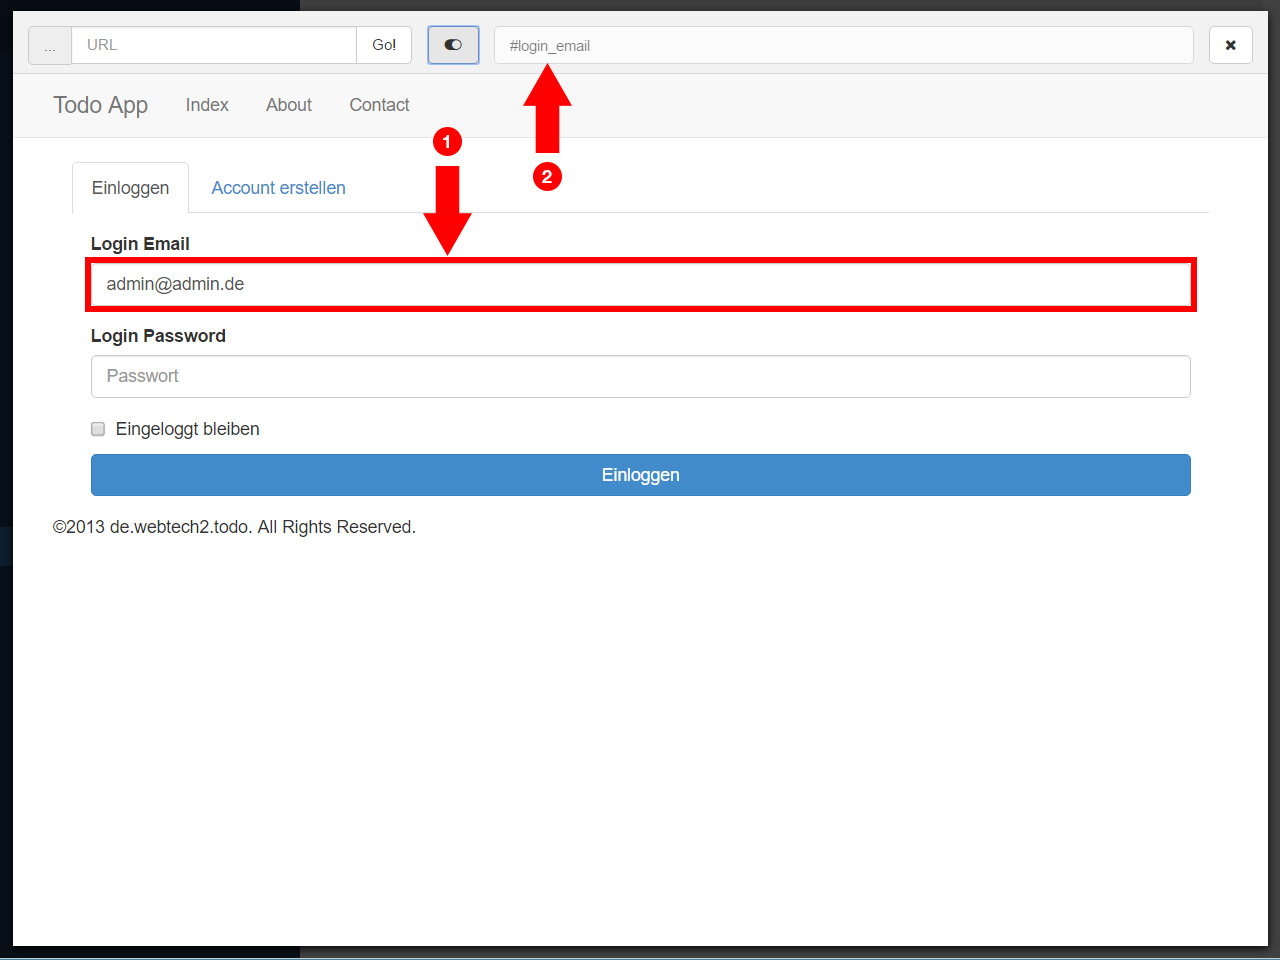 ... URL Go! #login_email
Todo App Index About Contact
1
2
Einloggen Account erstellen
Login Email
admin@admin.de
Login Password
Passwort
Eingeloggt bleiben
Einloggen
©2013 de.webtech2.todo. All Rights Reserved.